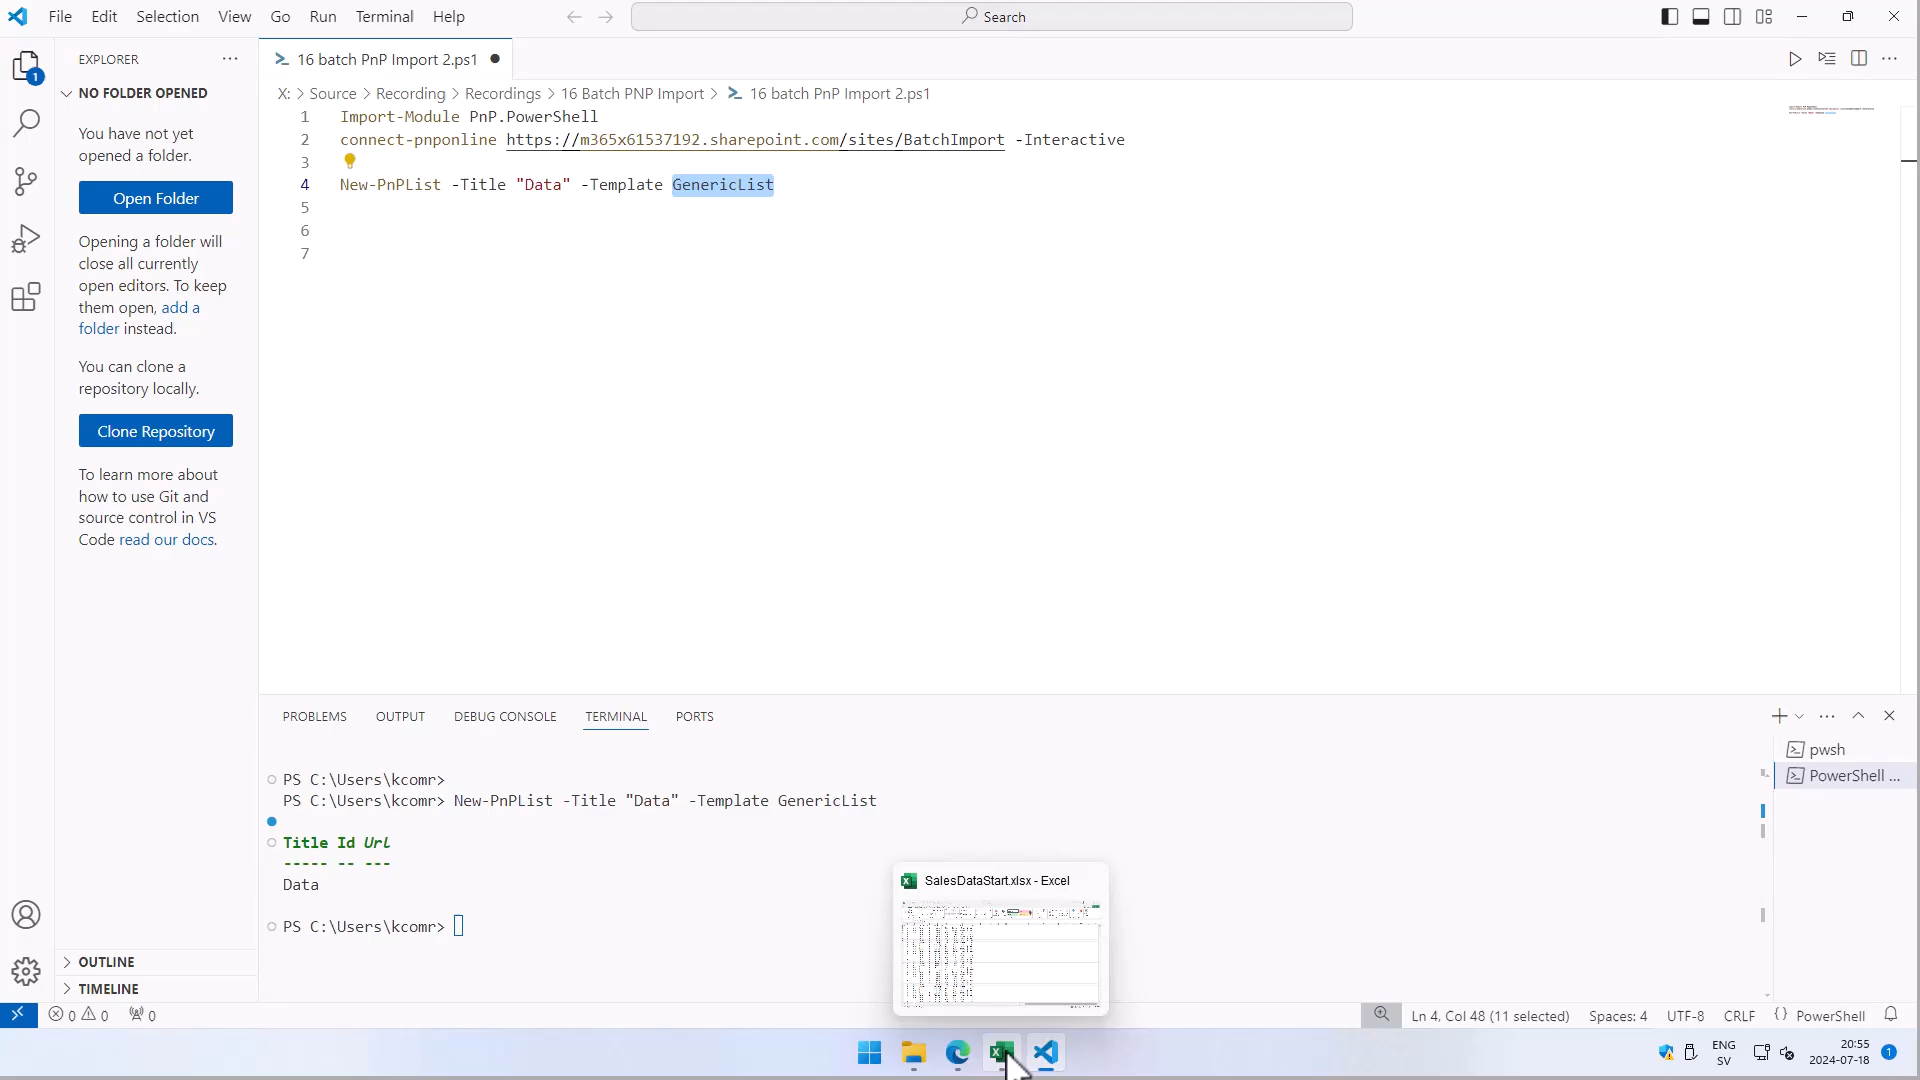 File Edit Selection View Go Run Terminal Help
Search
EXPLORER
NO FOLDER OPENED
You have not yet
opened a folder.
Open Folder
Opening a folder will
close all currently
open editors. To keep
them open, add a
folder instead.
You can clone a
repository locally.
Clone Repository
To learn more about
how to use Git and
source control in VS
Code read our docs.
OUTLINE
TIMELINE
1
16 batch PnP Import 2.ps1
X: > Source > Recording > Recordings > 16 Batch PNP Import > 16 batch PnP Import 2.ps1
1 Import-Module PnP.PowerShell
2 connect-pnponline https://m365x61537192.sharepoint.com/sites/BatchImport -Interactive
3
4 New-PnPList -Title "Data" -Template GenericList
5
6
7
PROBLEMS OUTPUT DEBUG CONSOLE TERMINAL PORTS
pwsh
PowerShell ...
PS C:\Users\kcomr>
PS C:\Users\kcomr> New-PnPList -Title "Data" -Template GenericList
Title Id Url
----- -- ---
Data
PS C:\Users\kcomr>
SalesDataStart.xlsx - Excel
0 0 0
Ln 4, Col 48 (11 selected) Spaces: 4 UTF-8 CRLF {} PowerShell
ENG
SV
20:55
2024-07-18
1